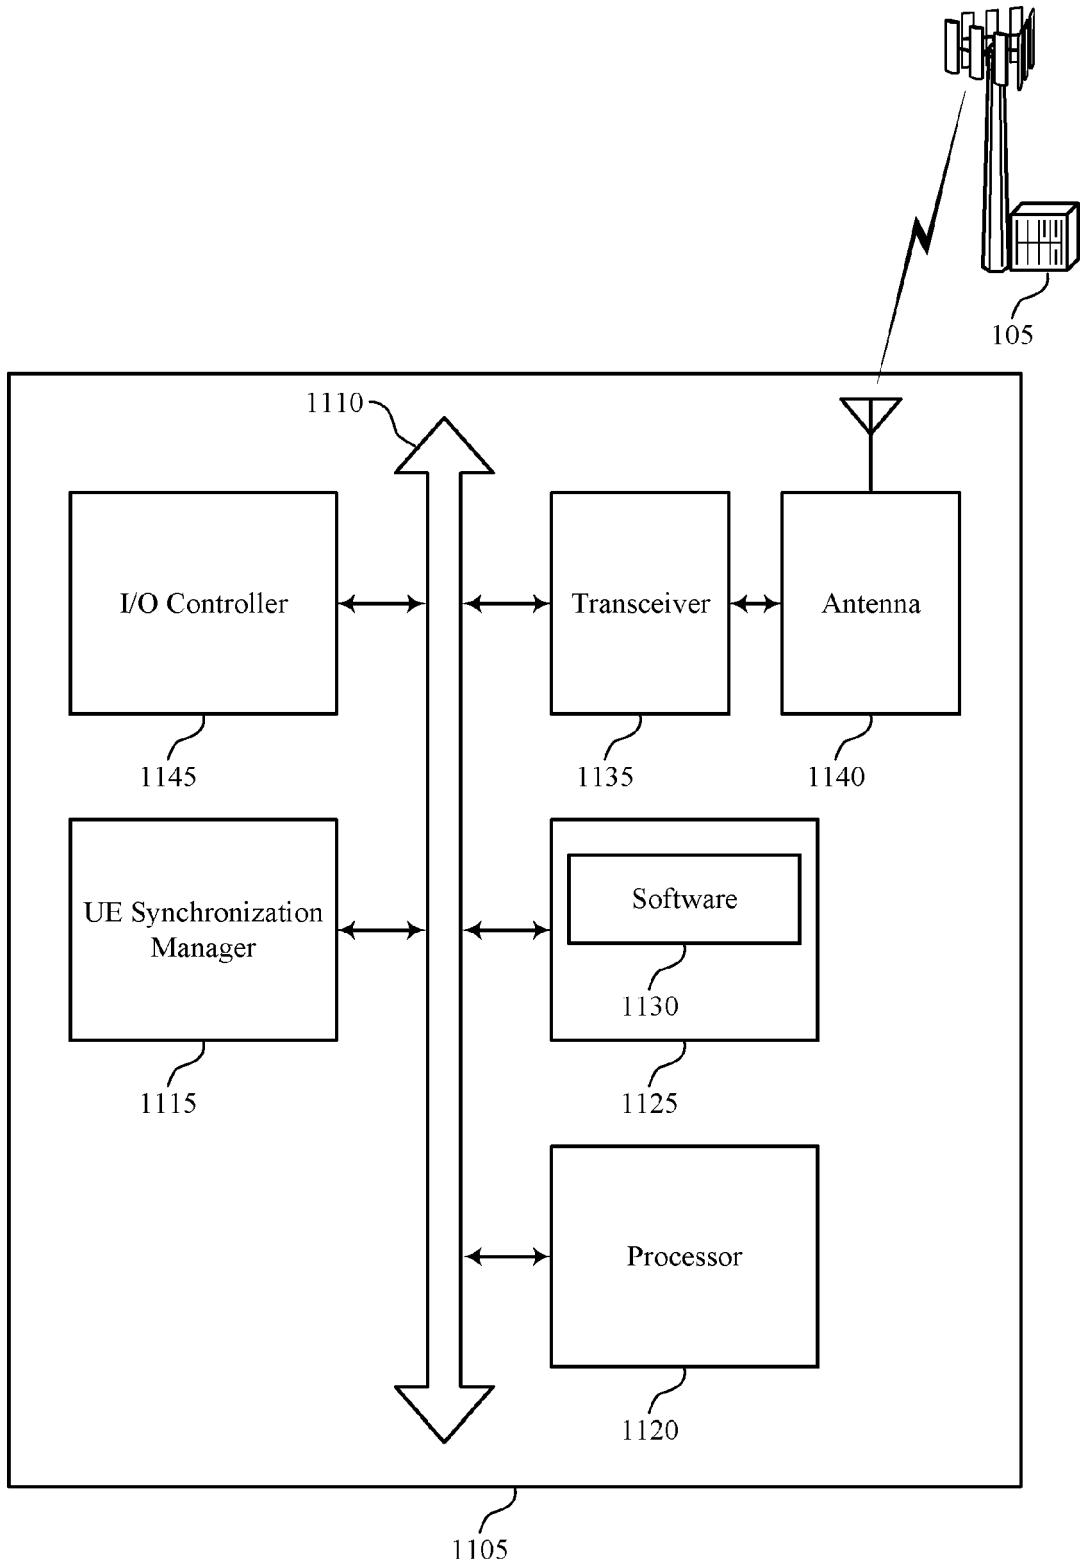 105
1110
I/O Controller
Transceiver
Antenna
1145
1135
1140
UE Synchronization
Manager
Software
1130
1115
1125
Processor
1120
1105